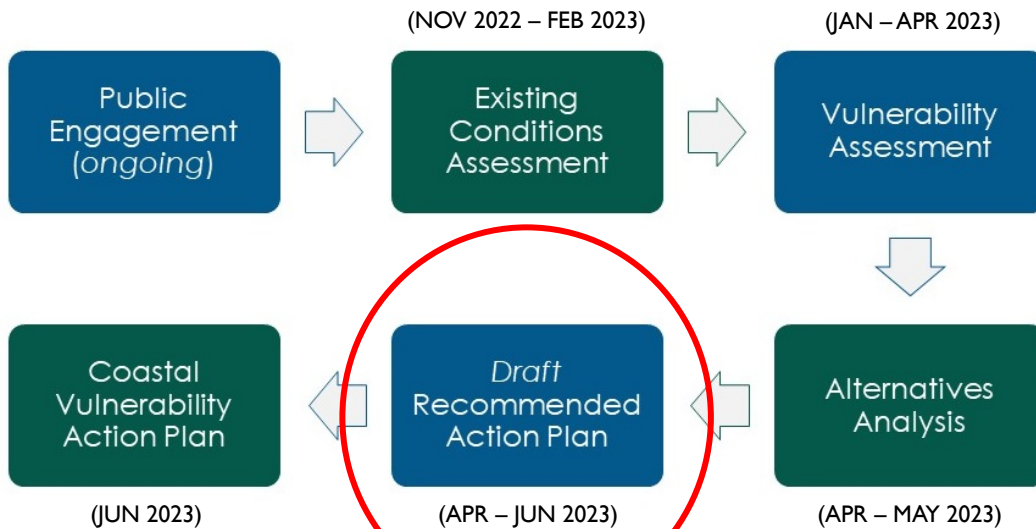 (NOV 2022 – FEB 2023)
(JAN – APR 2023)
Public
Engagement
(ongoing)
Existing
Conditions
Assessment
Vulnerability
Assessment
Alternatives
Analysis
(APR – MAY 2023)
Draft
Recommended
Action Plan
(APR – JUN 2023)
Coastal
Vulnerability
Action Plan
(JUN 2023)